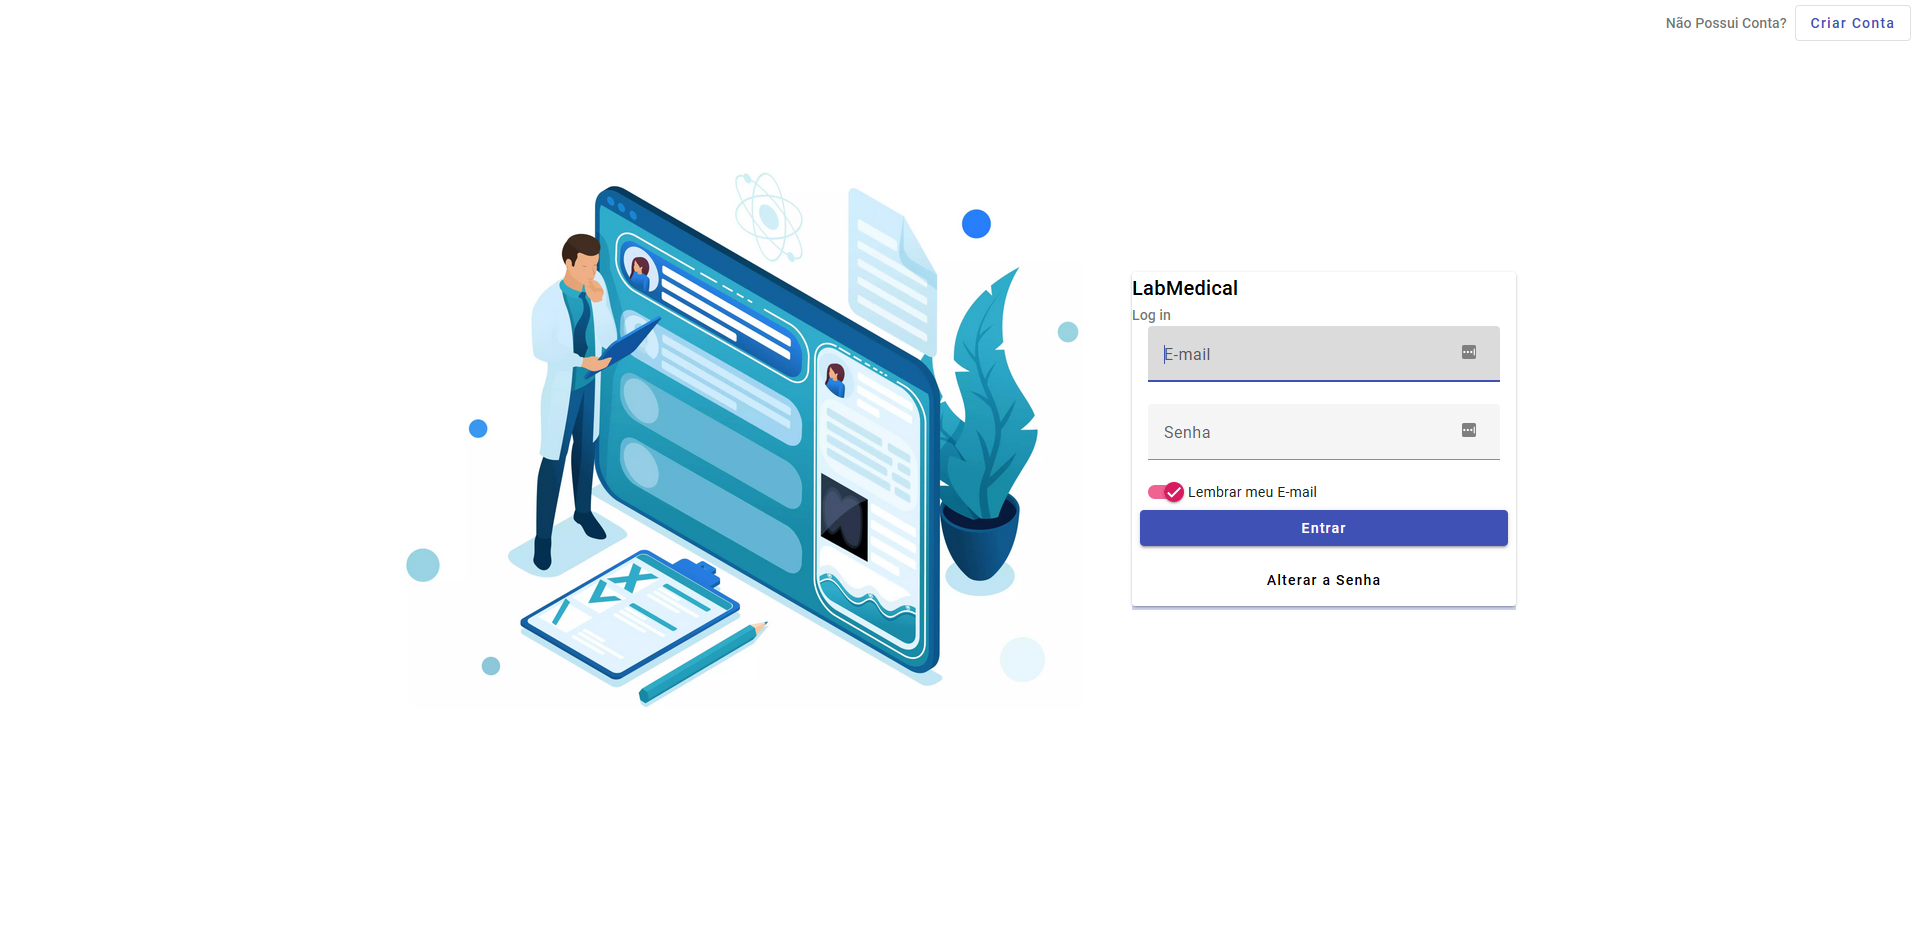 Não Possui Conta? Criar Conta
LabMedical
Log in
E-mail
Senha
Lembrar meu E-mail
Entrar
Alterar a Senha